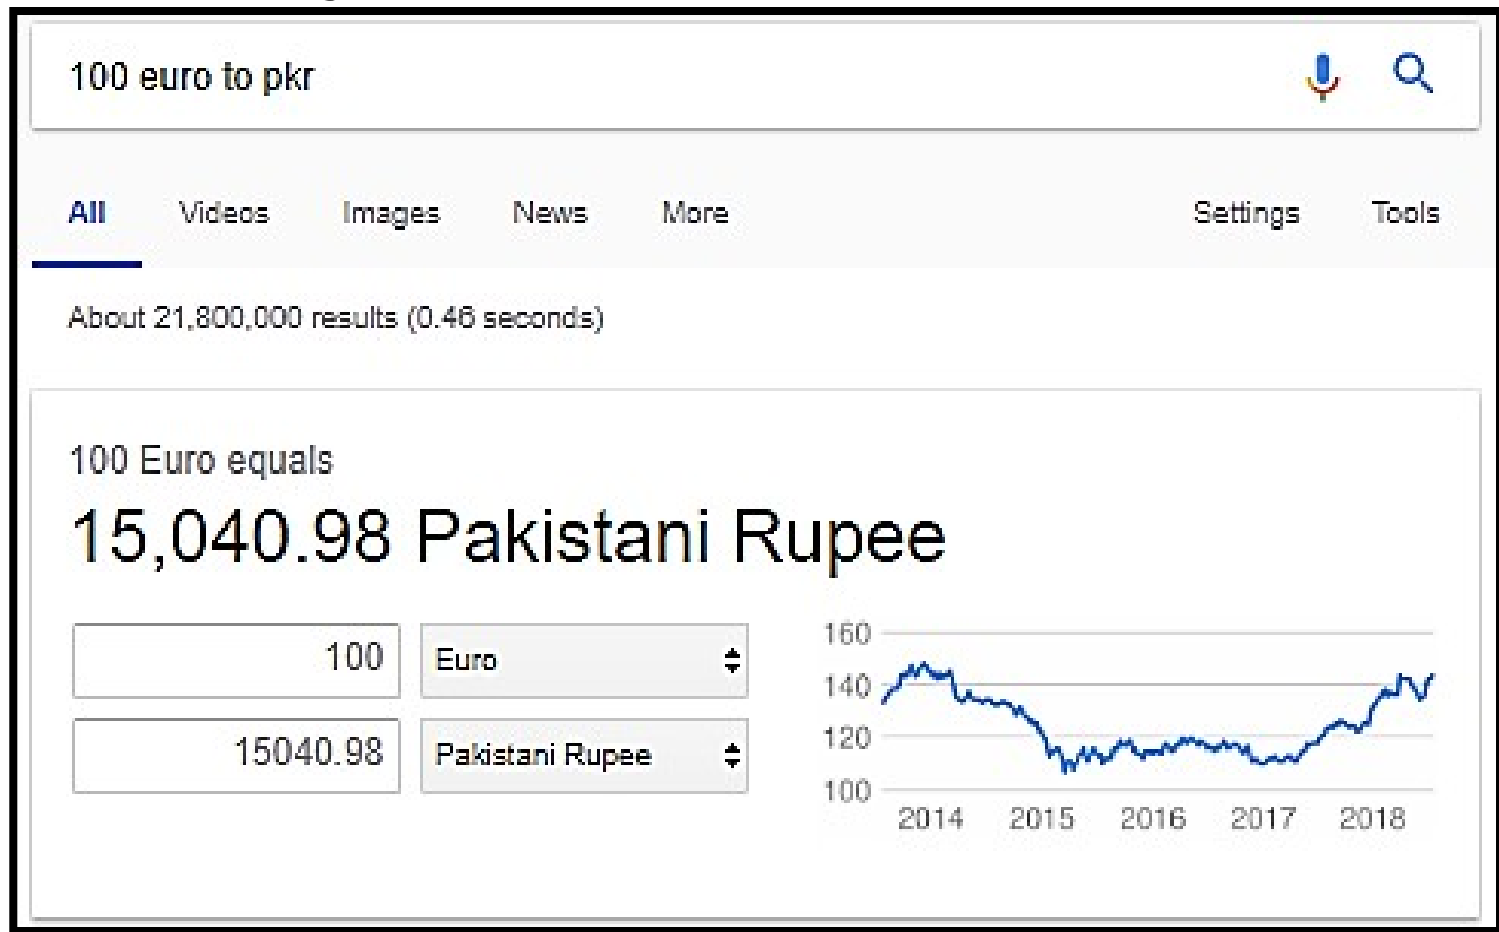 100 euro to pkr
All Videos Images News More Settings Tools
About 21,800,000 results (0.46 seconds)
100 Euro equals
15,040.98 Pakistani Rupee
100 Euro
15040.98 Pakistani Rupee
160
140
120
100
2014 2015 2016 2017 2018